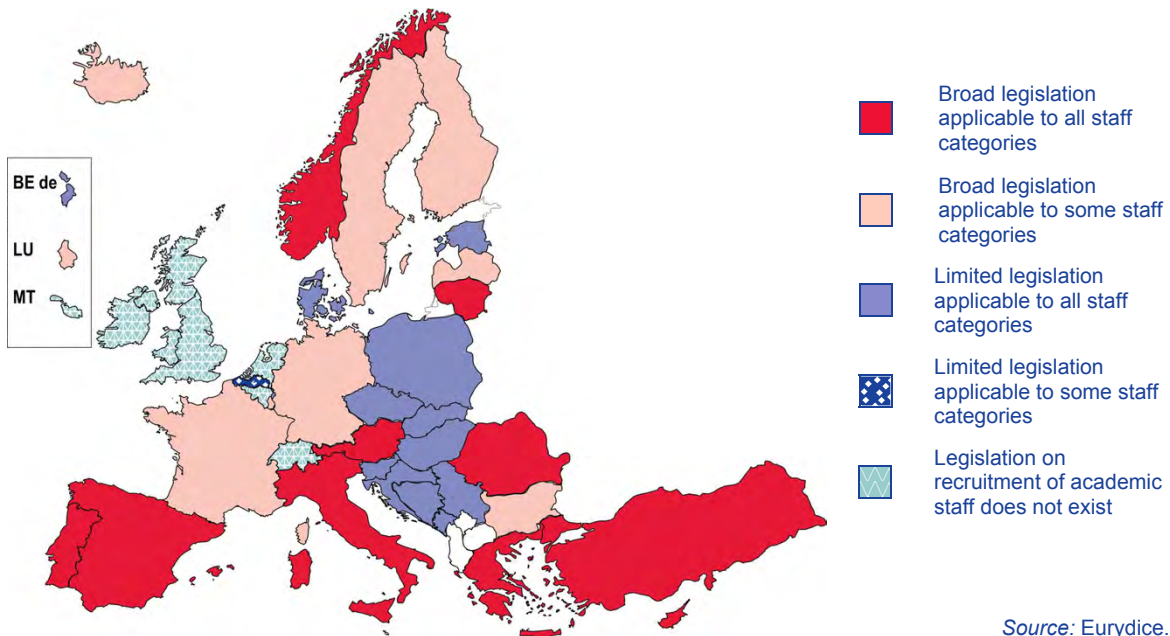 BE de
LU
MT
Broad legislation
applicable to all staff
categories
Broad legislation
applicable to some staff
categories
Limited legislation
applicable to all staff
categories
Limited legislation
applicable to some staff
categories
Legislation on
recruitment of academic
staff does not exist
Source: Eurydice.